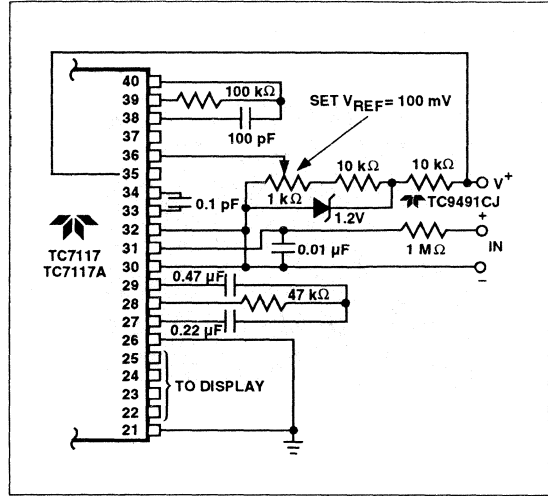 40
39
38
37
36
35
34
33
32
31
30
29
28
27
26
25
24
23
22
21
TC7117
TC7117A
100 kΩ
100 pF
SET VREF = 100 mV
10 kΩ
10 kΩ
V+
1 kΩ
TC9491CJ
0.1 pF
1.2V
+
IN
0.01 µF
1 MΩ
–
0.47 µF
47 kΩ
0.22 µF
TO DISPLAY